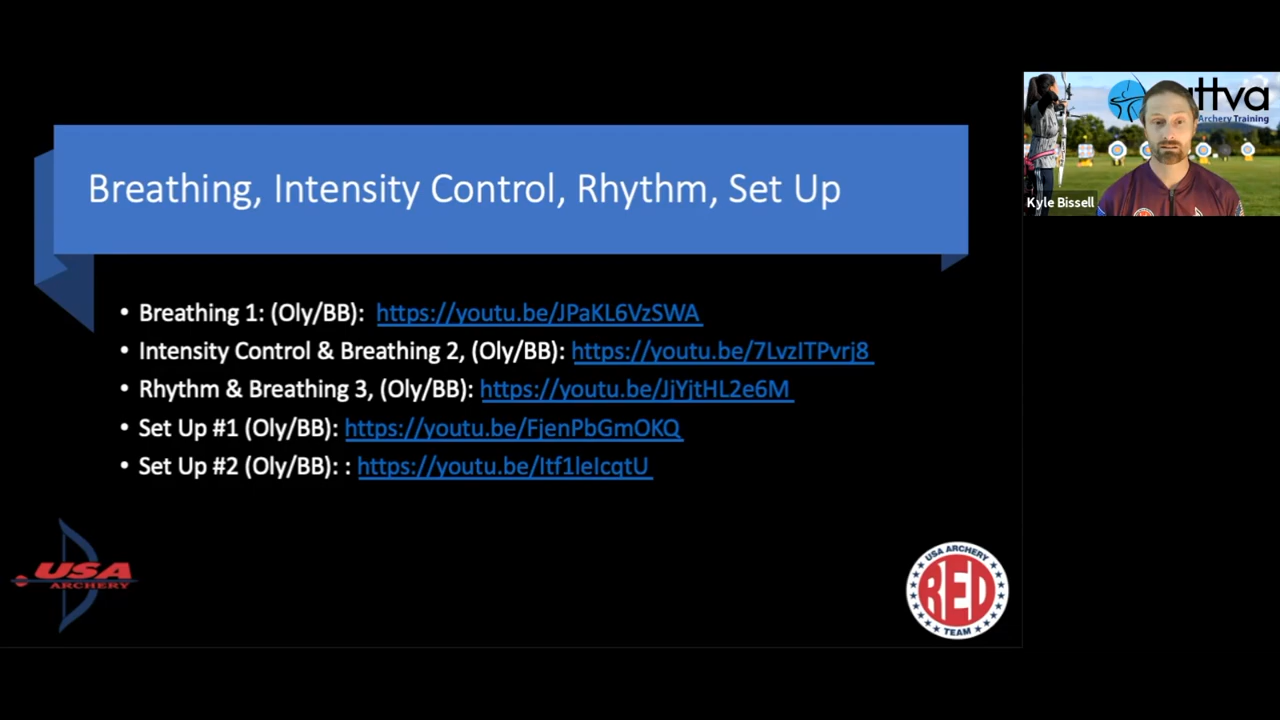 Breathing, Intensity Control, Rhythm, Set Up
• Breathing 1: (Oly/BB): https://youtu.be/JPaKL6VzSWA
• Intensity Control & Breathing 2, (Oly/BB): https://youtu.be/7LvzITPvrj8
• Rhythm & Breathing 3, (Oly/BB): https://youtu.be/JjYjtHL2e6M
• Set Up #1 (Oly/BB): https://youtu.be/FjenPbGmOKQ
• Set Up #2 (Oly/BB): : https://youtu.be/Itf1leIcqtU
USA
ARCHERY
USA ARCHERY
RED
TEAM
ttva
Archery Training
Kyle Bissell